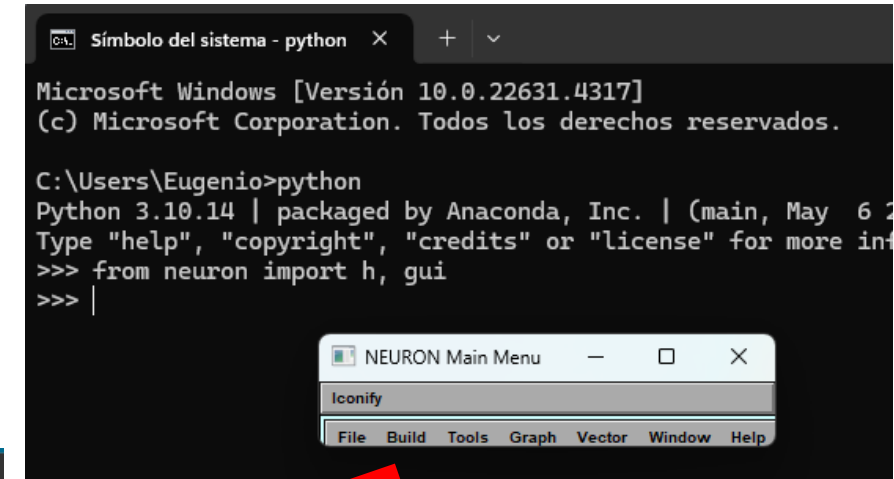 Símbolo del sistema - python
Microsoft Windows [Versión 10.0.22631.4317]
(c) Microsoft Corporation. Todos los derechos reservados.
C:\Users\Eugenio>python
Python 3.10.14 | packaged by Anaconda, Inc. | (main, May  6 2
Type "help", "copyright", "credits" or "license" for more inf
>>> from neuron import h, gui
>>>
NEURON Main Menu
Iconify
File Build Tools Graph Vector Window Help